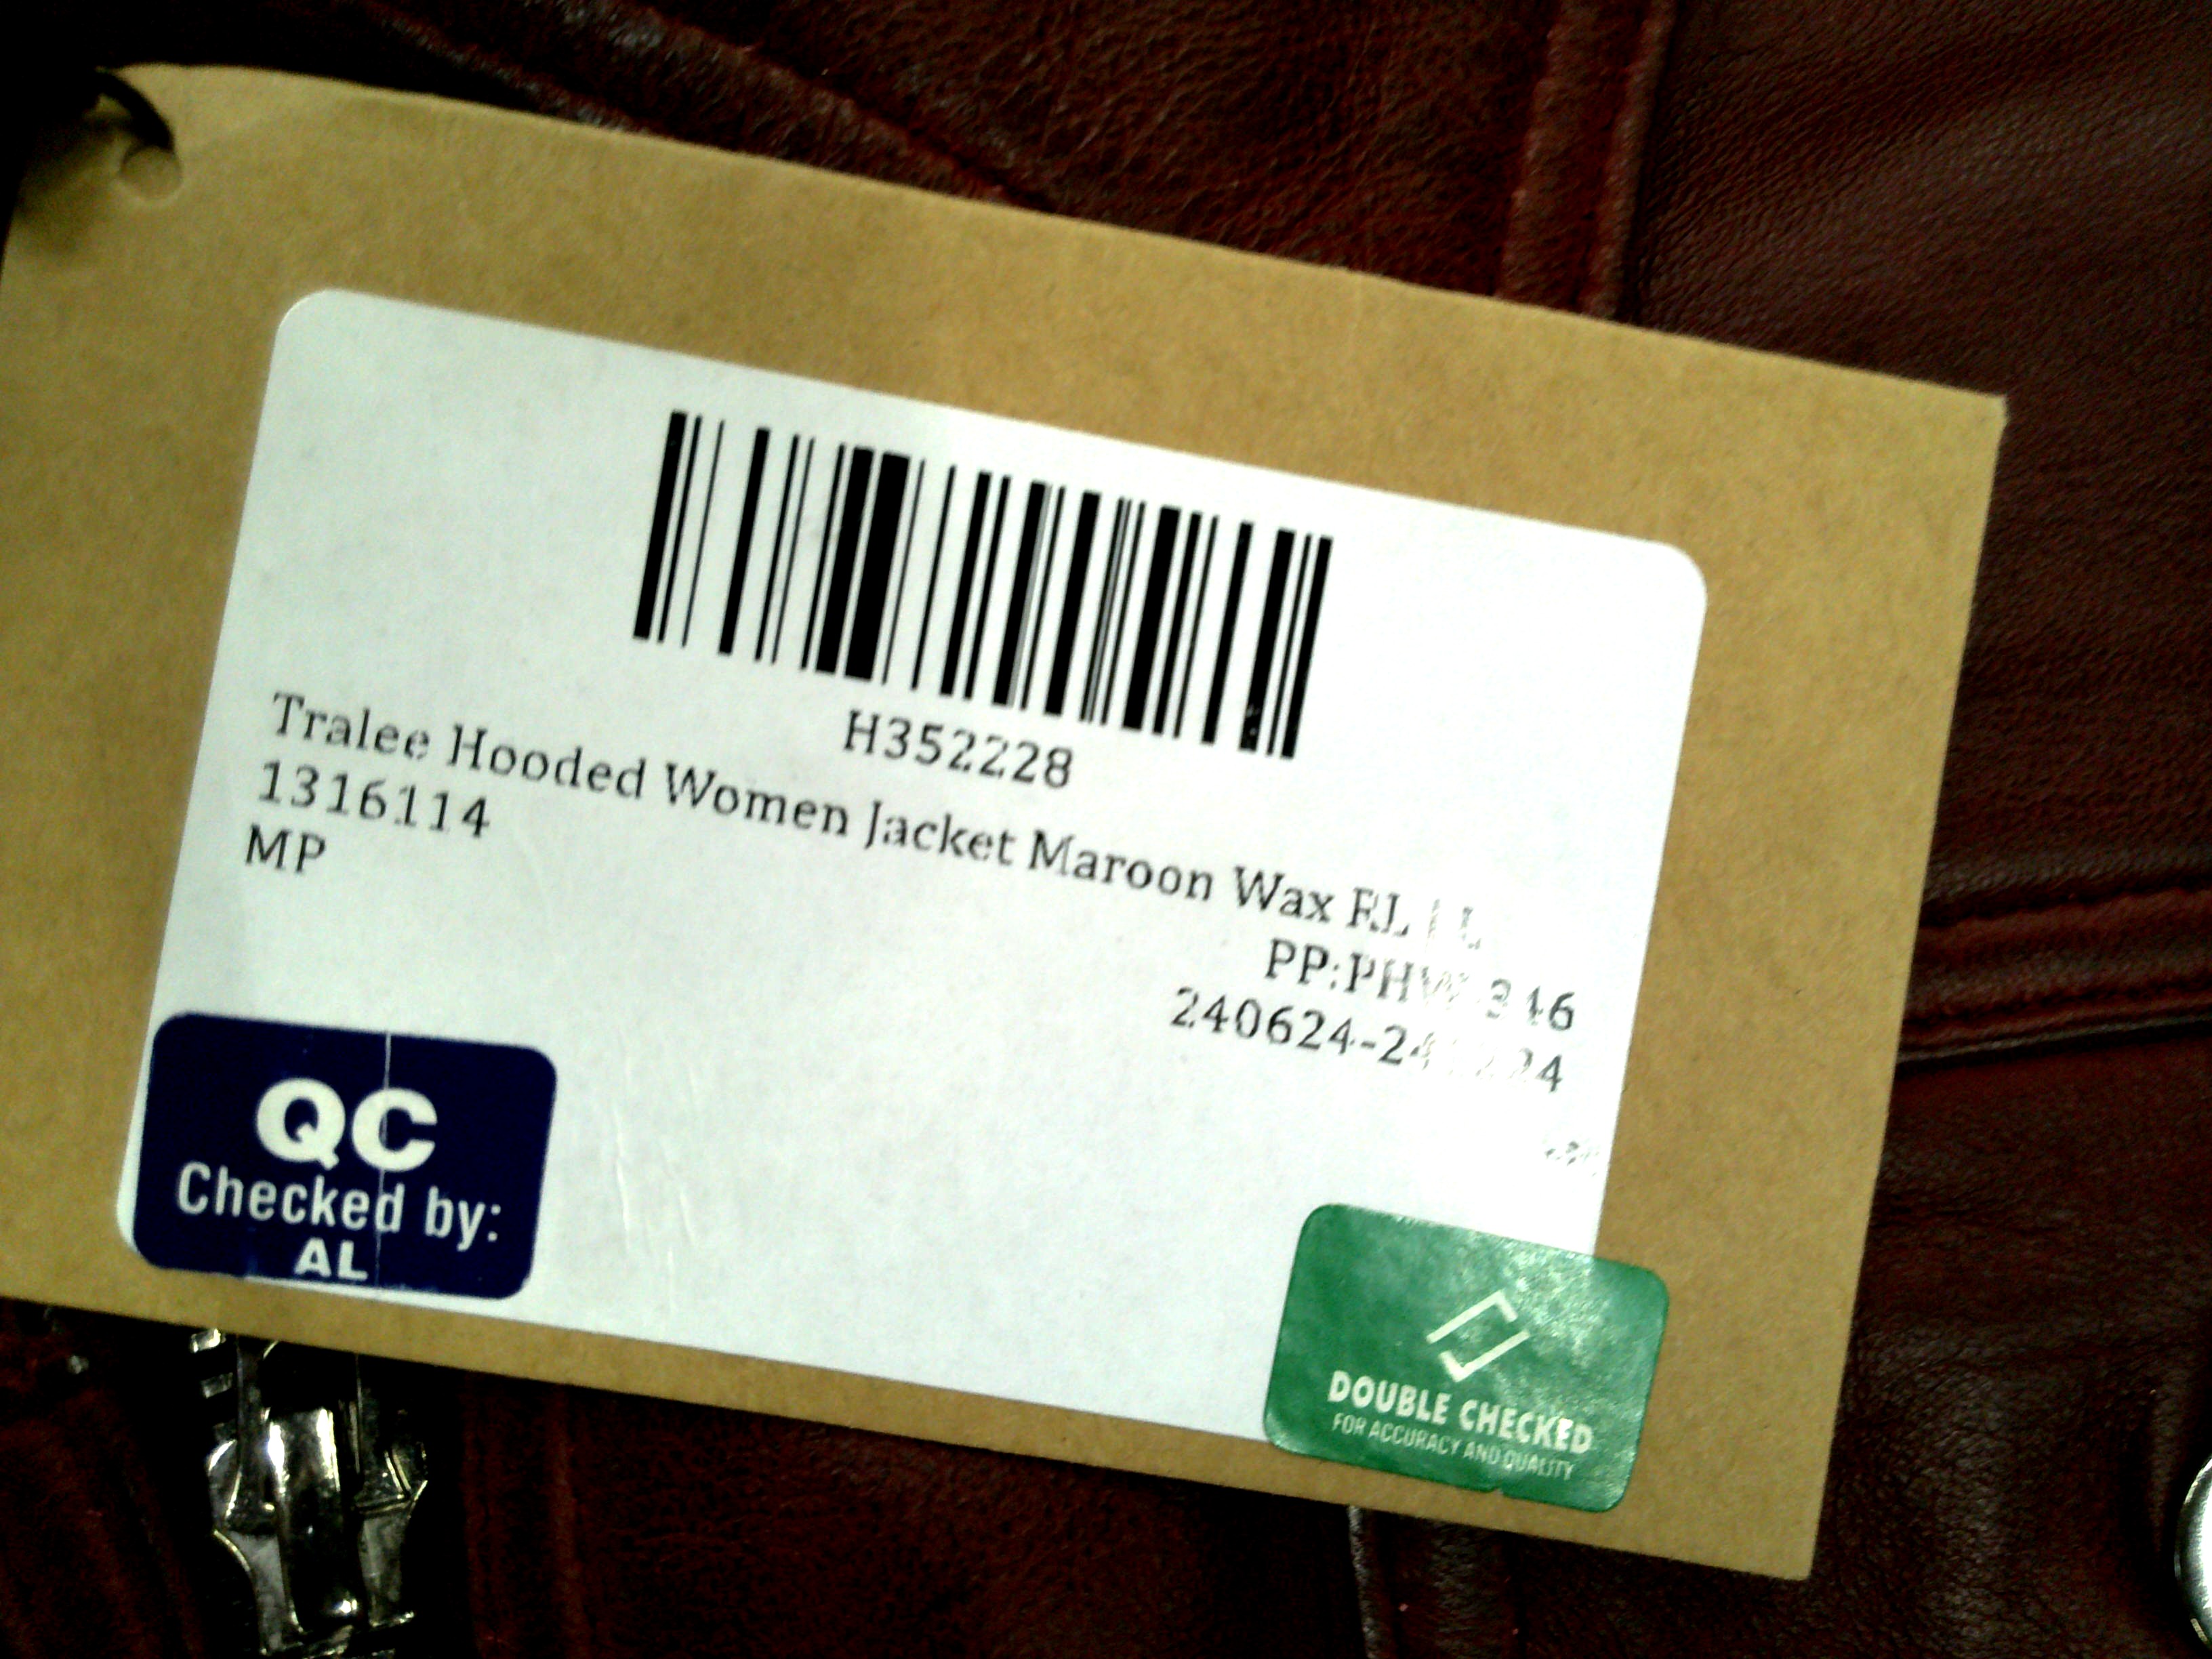 H352228
Tralee Hooded Women Jacket Maroon Wax RL
1316114
MP
QC
Checked by:
AL
DOUBLE CHECKED
FOR ACCURACY AND QUALITY